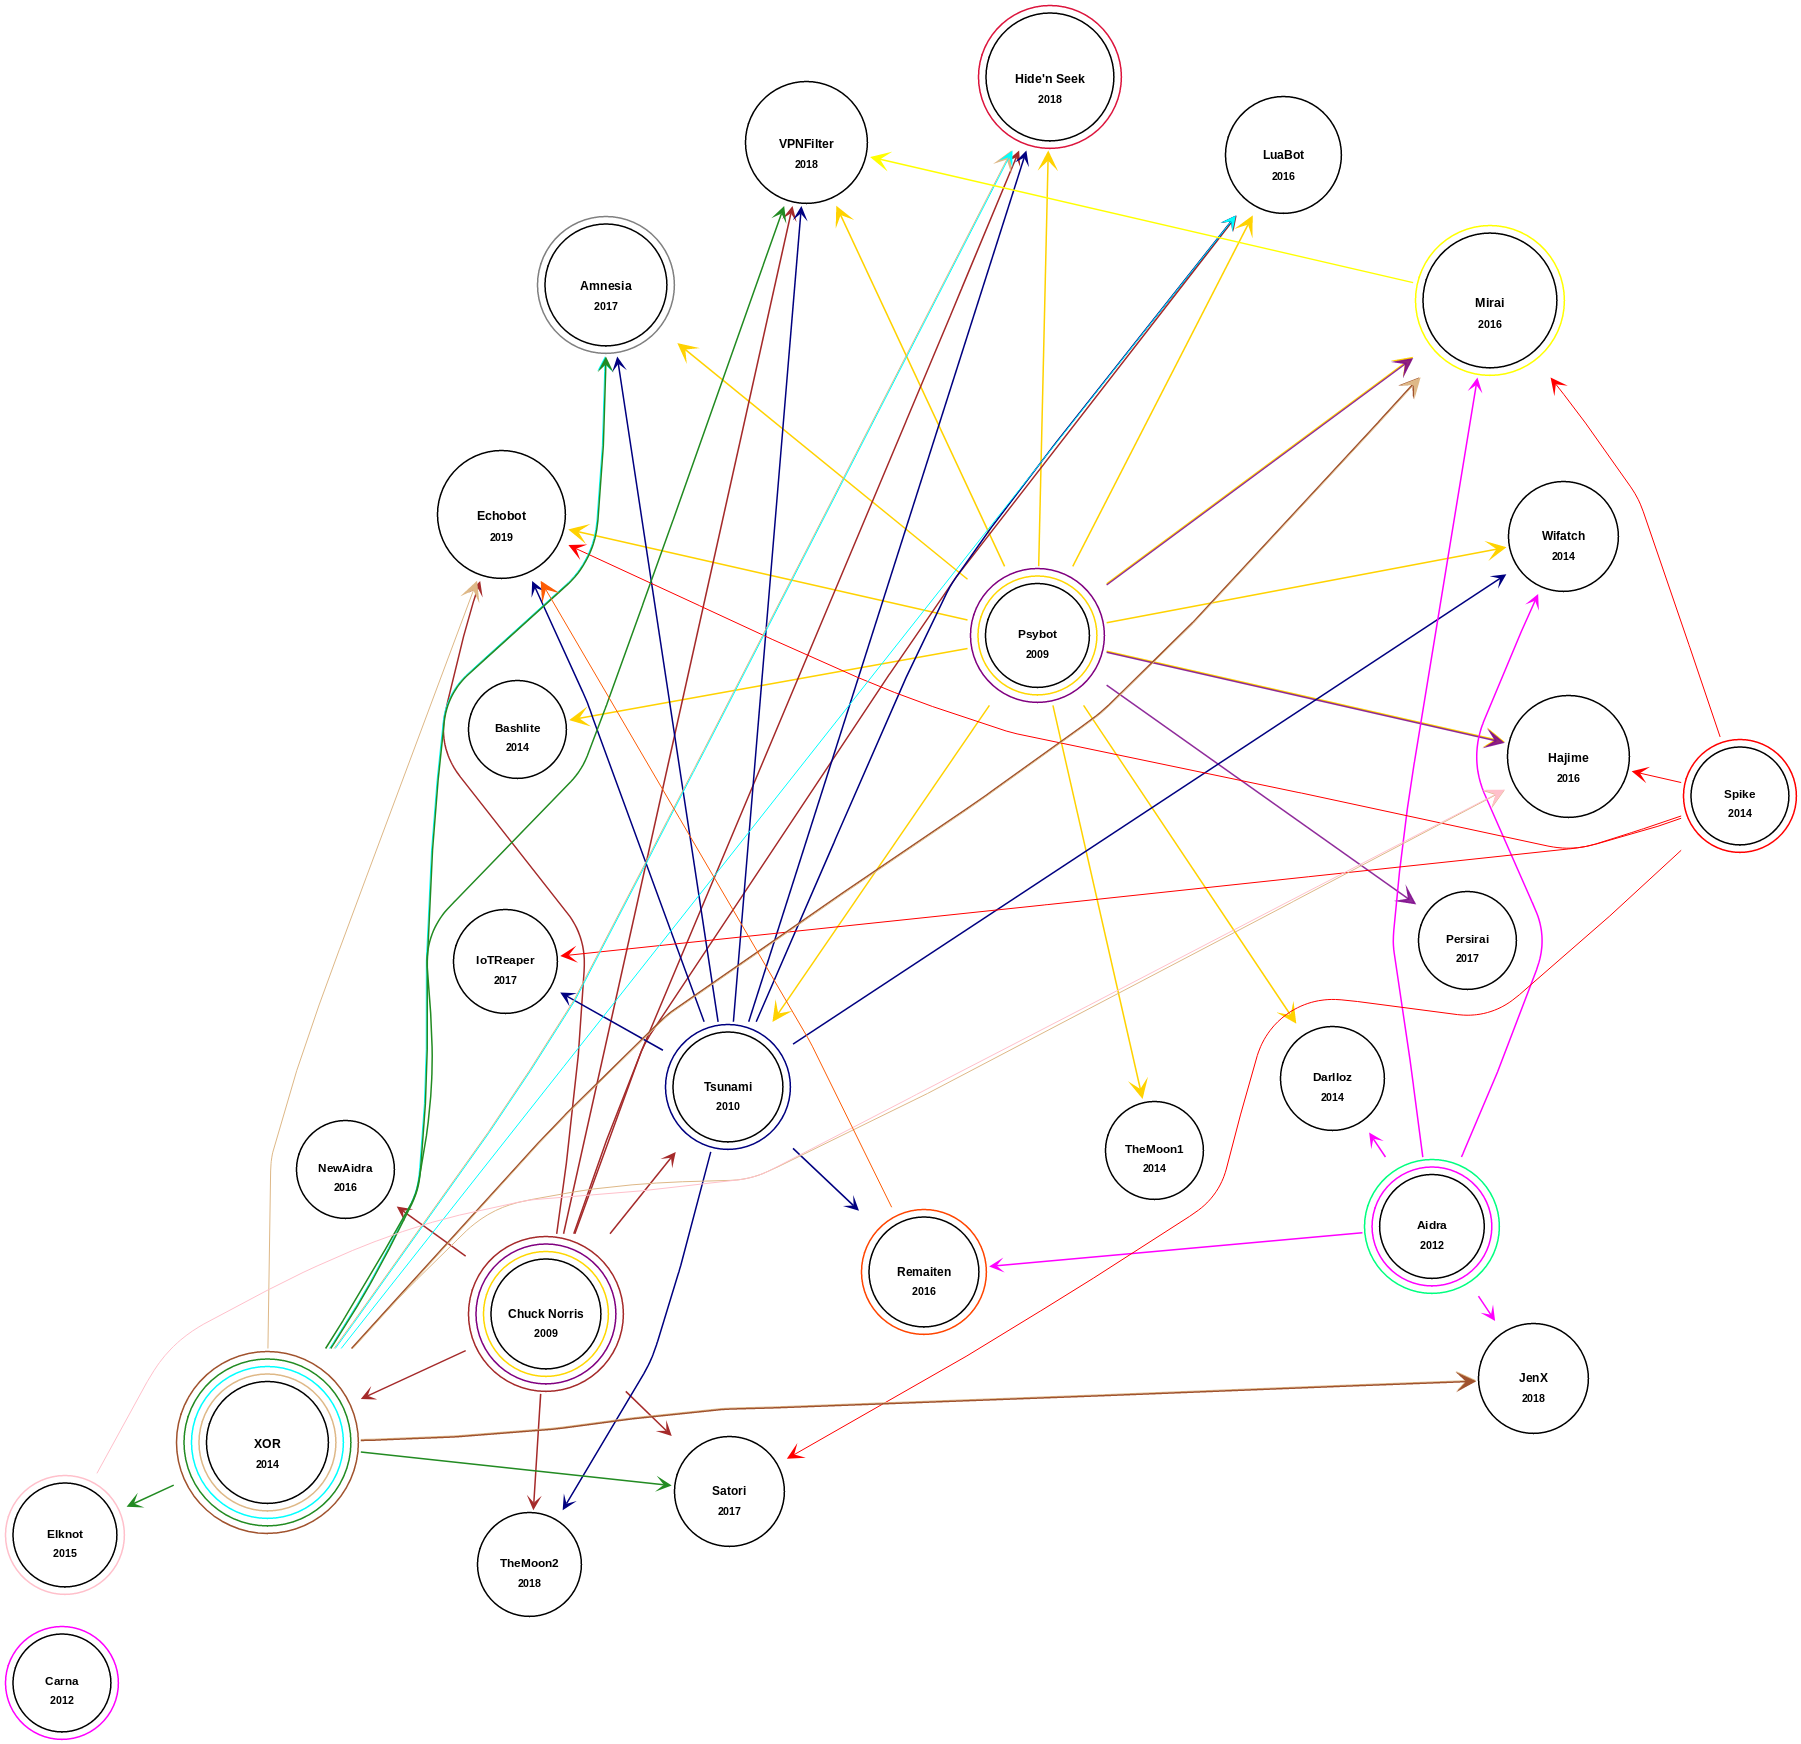 Hide'n Seek
2018
VPNFilter
2018
LuaBot
2016
Amnesia
2017
Mirai
2016
Echobot
2019
Wifatch
2014
Psybot
2009
Bashlite
2014
Hajime
2016
Spike
2014
Persirai
2017
IoTReaper
2017
Tsunami
2010
Darlloz
2014
TheMoon1
2014
NewAidra
2016
Aidra
2012
Remaiten
2016
Chuck Norris
2009
JenX
2018
XOR
2014
Satori
2017
Elknot
2015
TheMoon2
2018
Carna
2012